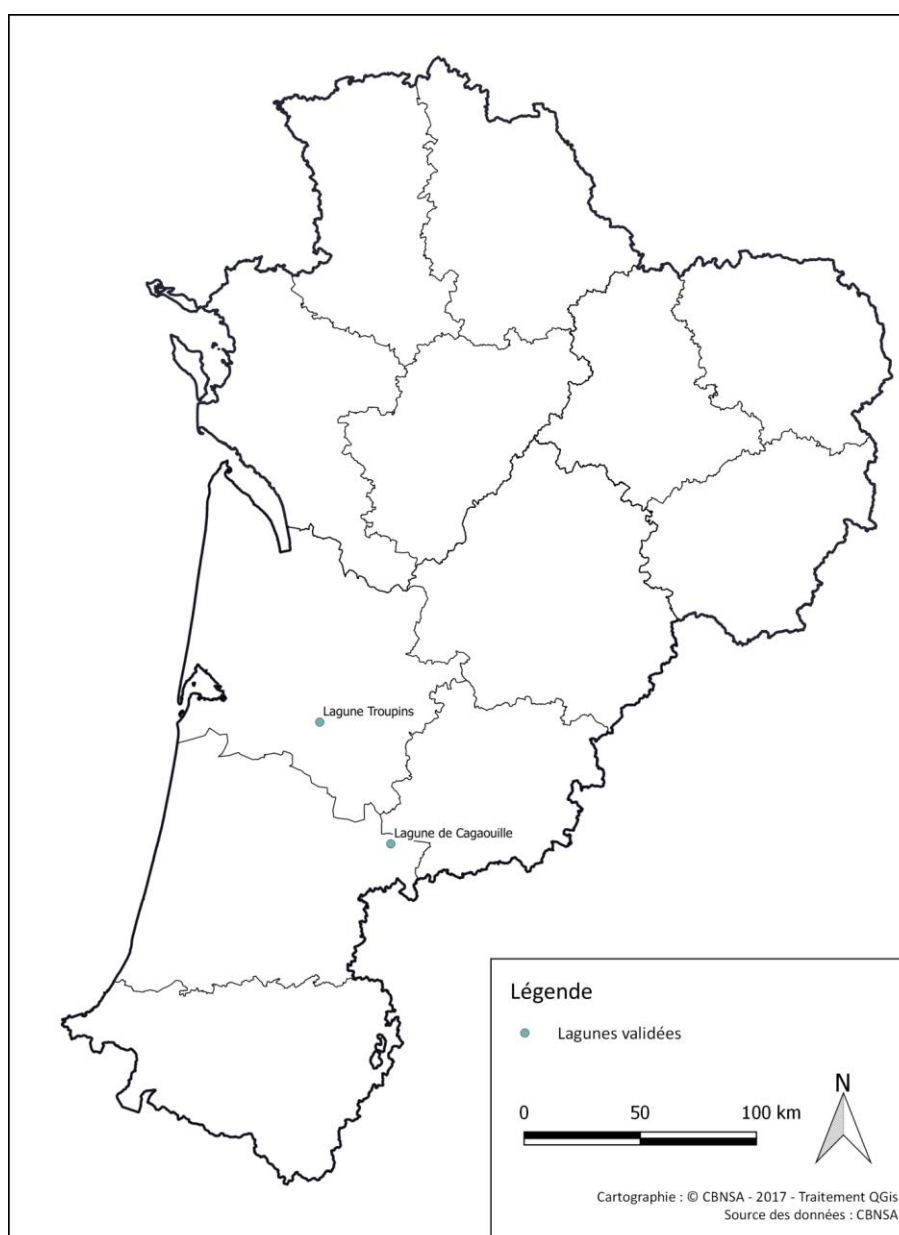 Lagune Troupins
Lagune de Cagaouille
Légende
Lagunes validées
0 50 100 km
N
Cartographie : © CBNSA - 2017 - Traitement QGis
Source des données : CBNSA